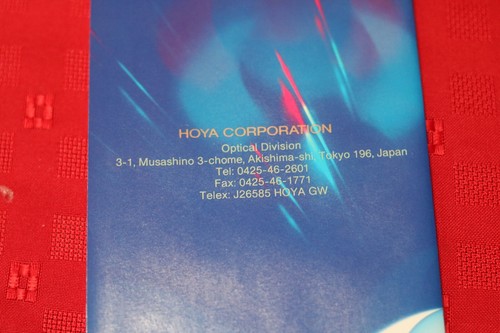 HOYA CORPORATION
Optical Division
3-1, Musashino 3-chome, Akishima-shi, Tokyo 196, Japan
Tel: 0425-46-2601
Fax: 0425-46-1771
Telex: J26585 HOYA GW